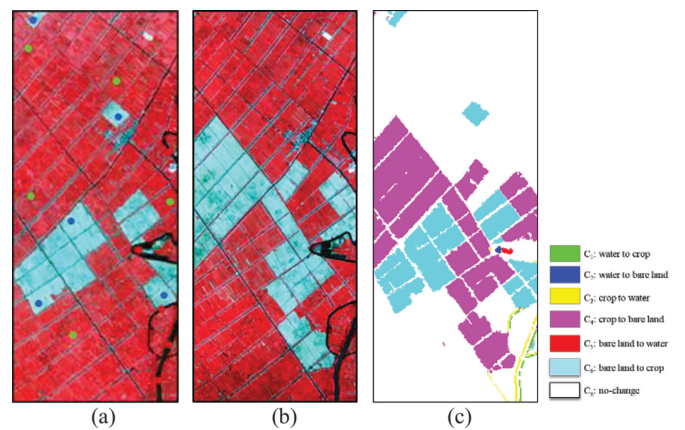 C₁: water to crop
C₂: water to bare land
C₃: crop to water
C₄: crop to bare land
C₅: bare land to water
C₆: bare land to crop
Cₙ: no-change
(a) (b) (c)